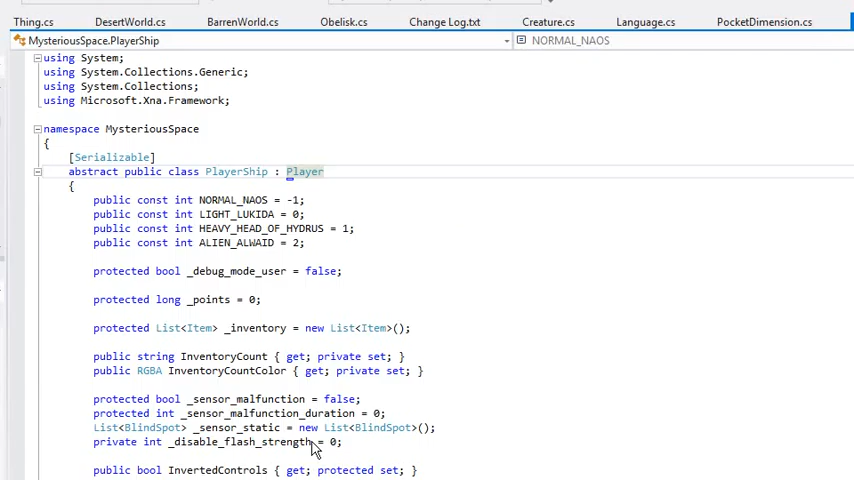 Thing.cs DesertWorld.cs BarrenWorld.cs Obelisk.cs Change Log.txt Creature.cs Language.cs PocketDimension.cs
MysteriousSpace.PlayerShip NORMAL_NAOS
using System;
using System.Collections.Generic;
using System.Collections;
using Microsoft.Xna.Framework;
namespace MysteriousSpace
{
[Serializable]
abstract public class PlayerShip : Player
{
public const int NORMAL_NAOS = -1;
public const int LIGHT_LUKIDA = 0;
public const int HEAVY_HEAD_OF_HYDRUS = 1;
public const int ALIEN_ALWAID = 2;
protected bool _debug_mode_user = false;
protected long _points = 0;
protected List<Item> _inventory = new List<Item>();
public string InventoryCount { get; private set; }
public RGBA InventoryCountColor { get; private set; }
protected bool _sensor_malfunction = false;
protected int _sensor_malfunction_duration = 0;
List<BlindSpot> _sensor_static = new List<BlindSpot>();
private int _disable_flash_strength = 0;
public bool InvertedControls { get; protected set; }